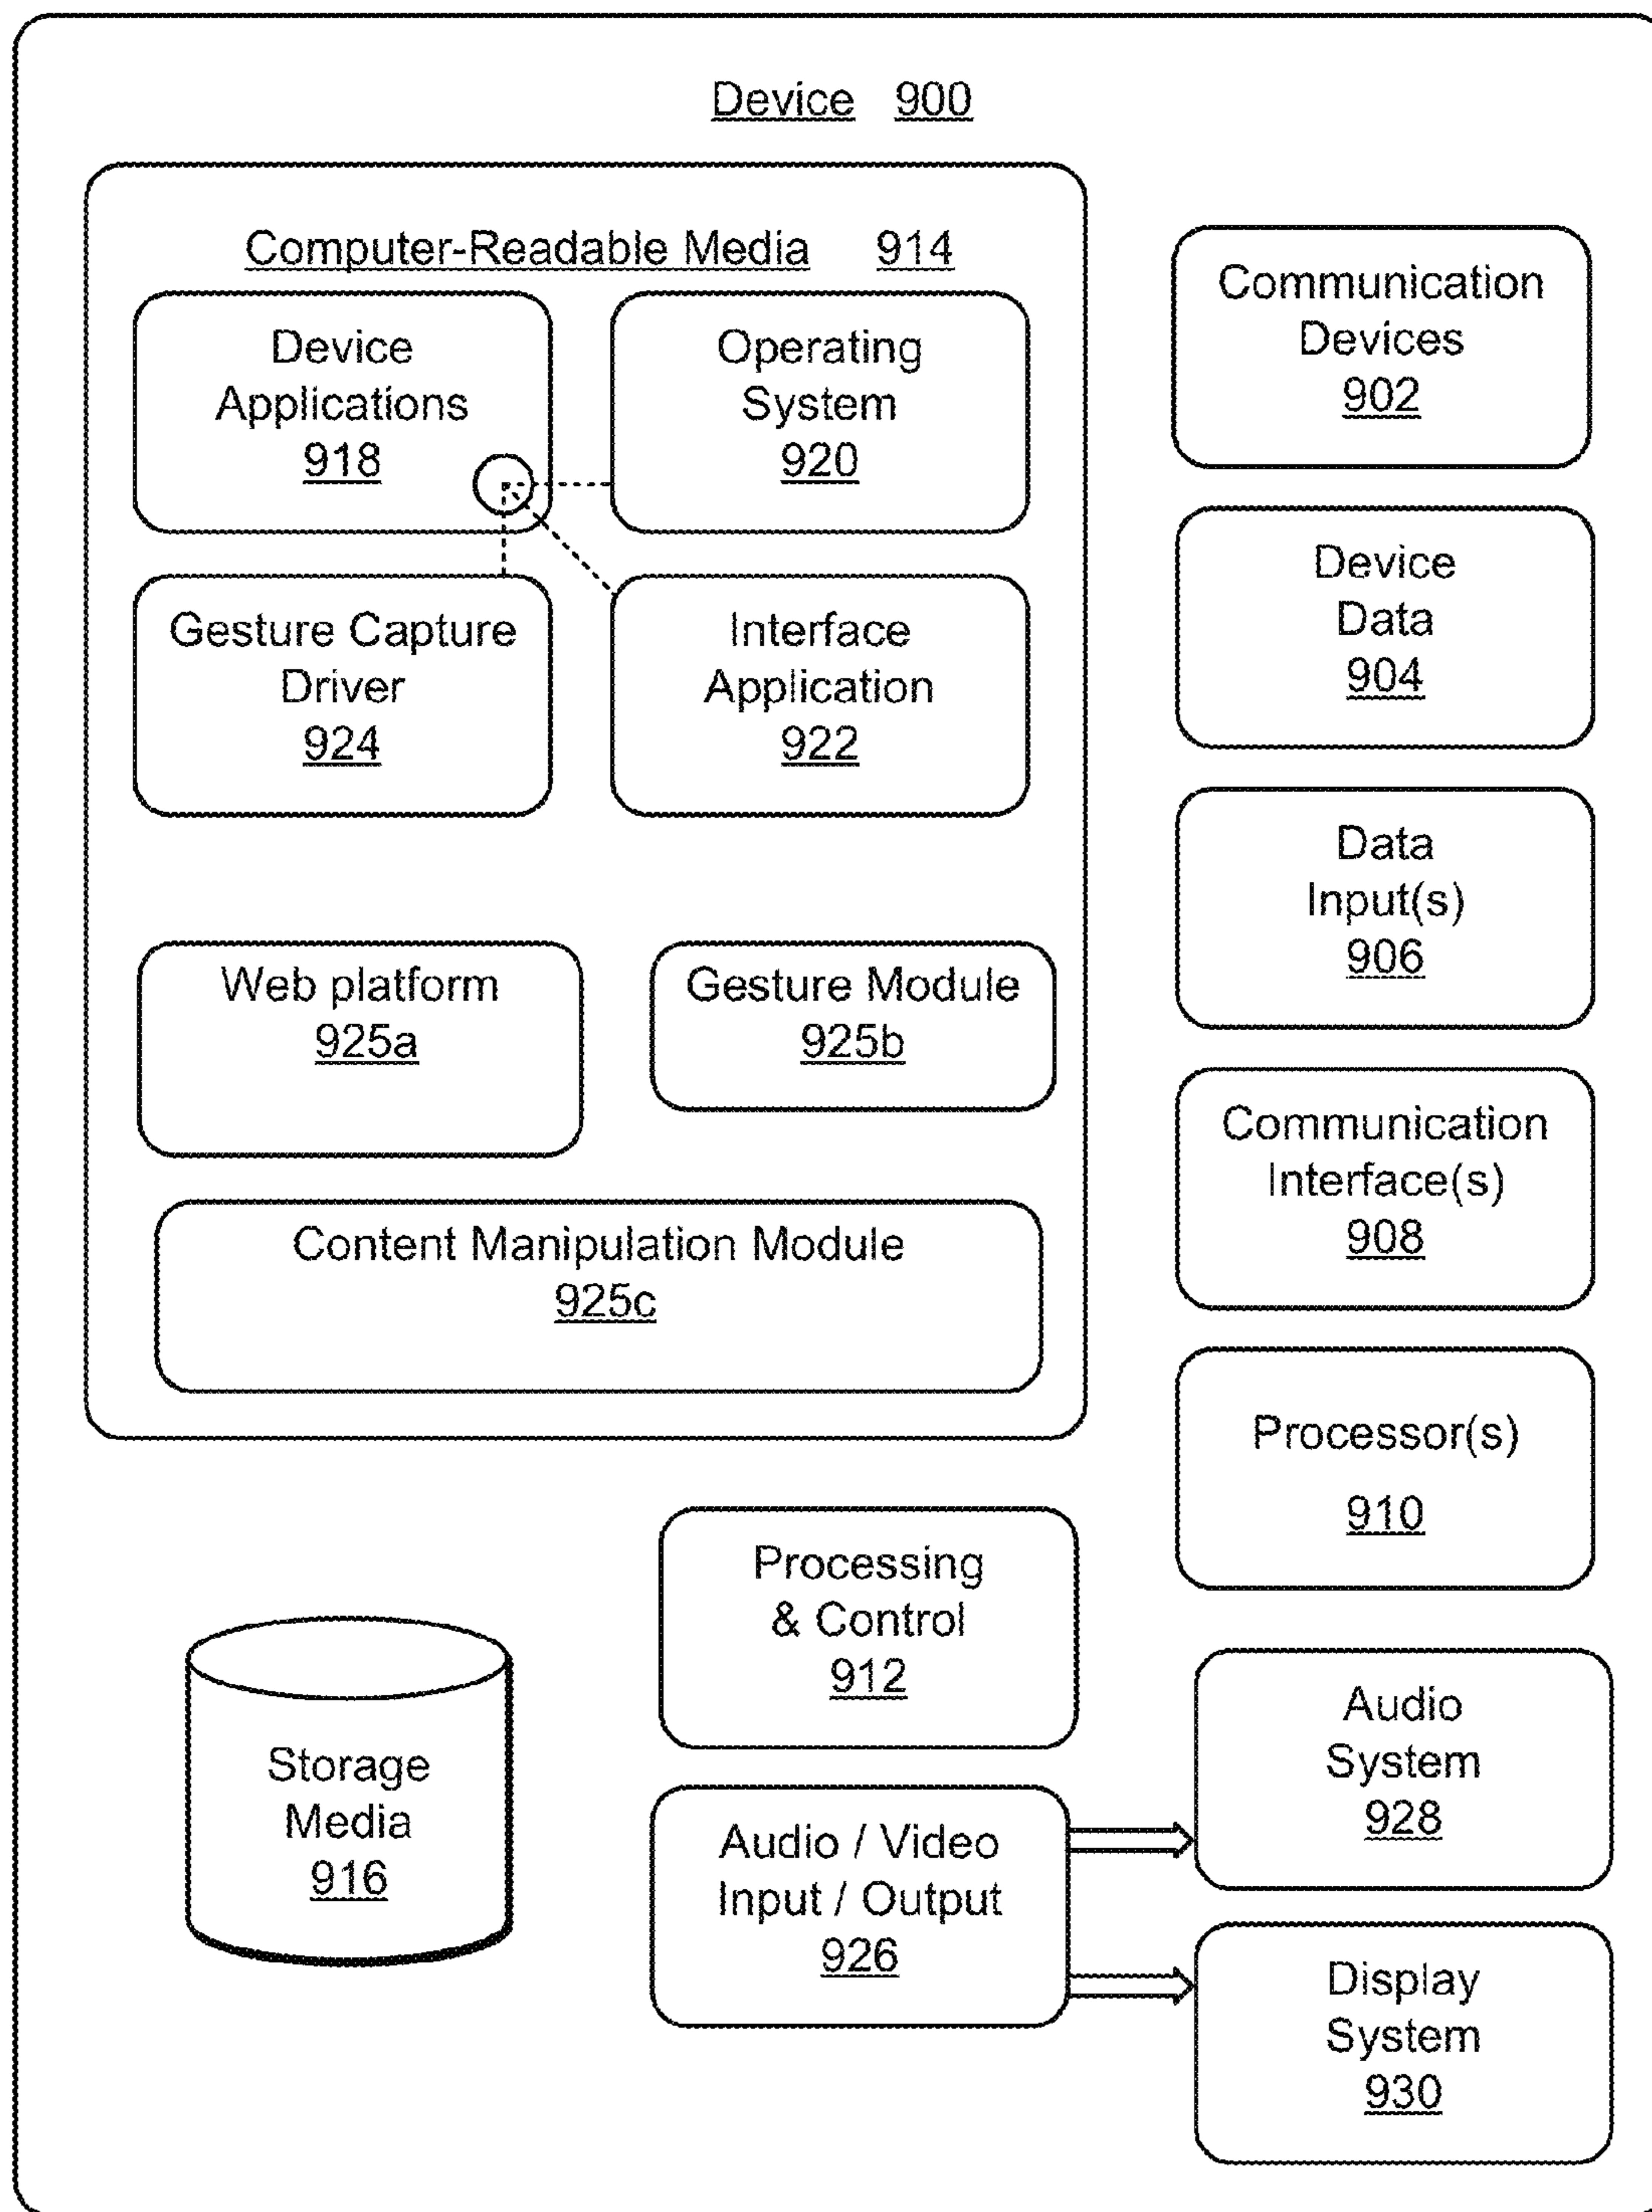 Device 900
Computer-Readable Media 914
Device
Applications
918
Operating
System
920
Gesture Capture
Driver
924
Interface
Application
922
Web platform
925a
Gesture Module
925b
Content Manipulation Module
925c
Communication
Devices
902
Device
Data
904
Data
Input(s)
906
Communication
Interface(s)
908
Processor(s)
910
Processing
& Control
912
Storage
Media
916
Audio / Video
Input / Output
926
Audio
System
928
Display
System
930